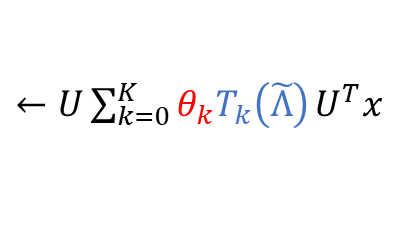 ← U ∑_{k=0}^{K} θ_k T_k(Λ̃) U^T x